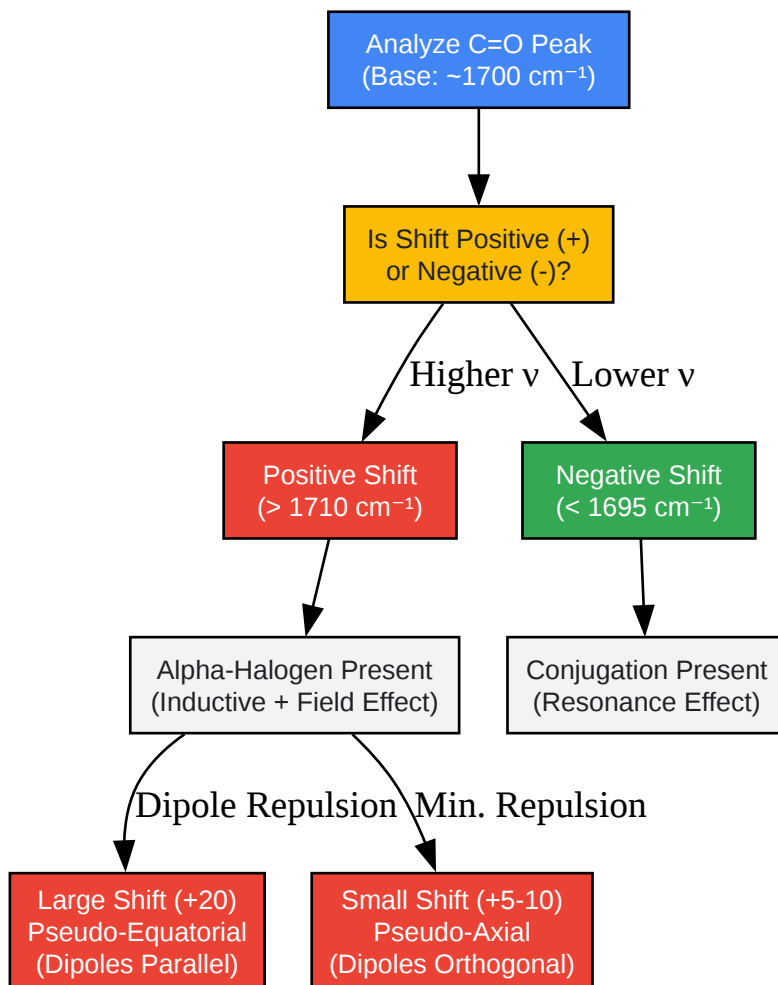 Analyze C=O Peak
(Base: ~1700 cm⁻¹)
Is Shift Positive (+)
or Negative (-)?
Higher ν
Lower ν
Positive Shift
(> 1710 cm⁻¹)
Negative Shift
(< 1695 cm⁻¹)
Alpha-Halogen Present
(Inductive + Field Effect)
Conjugation Present
(Resonance Effect)
Dipole Repulsion
Min. Repulsion
Large Shift (+20)
Pseudo-Equatorial
(Dipoles Parallel)
Small Shift (+5-10)
Pseudo-Axial
(Dipoles Orthogonal)